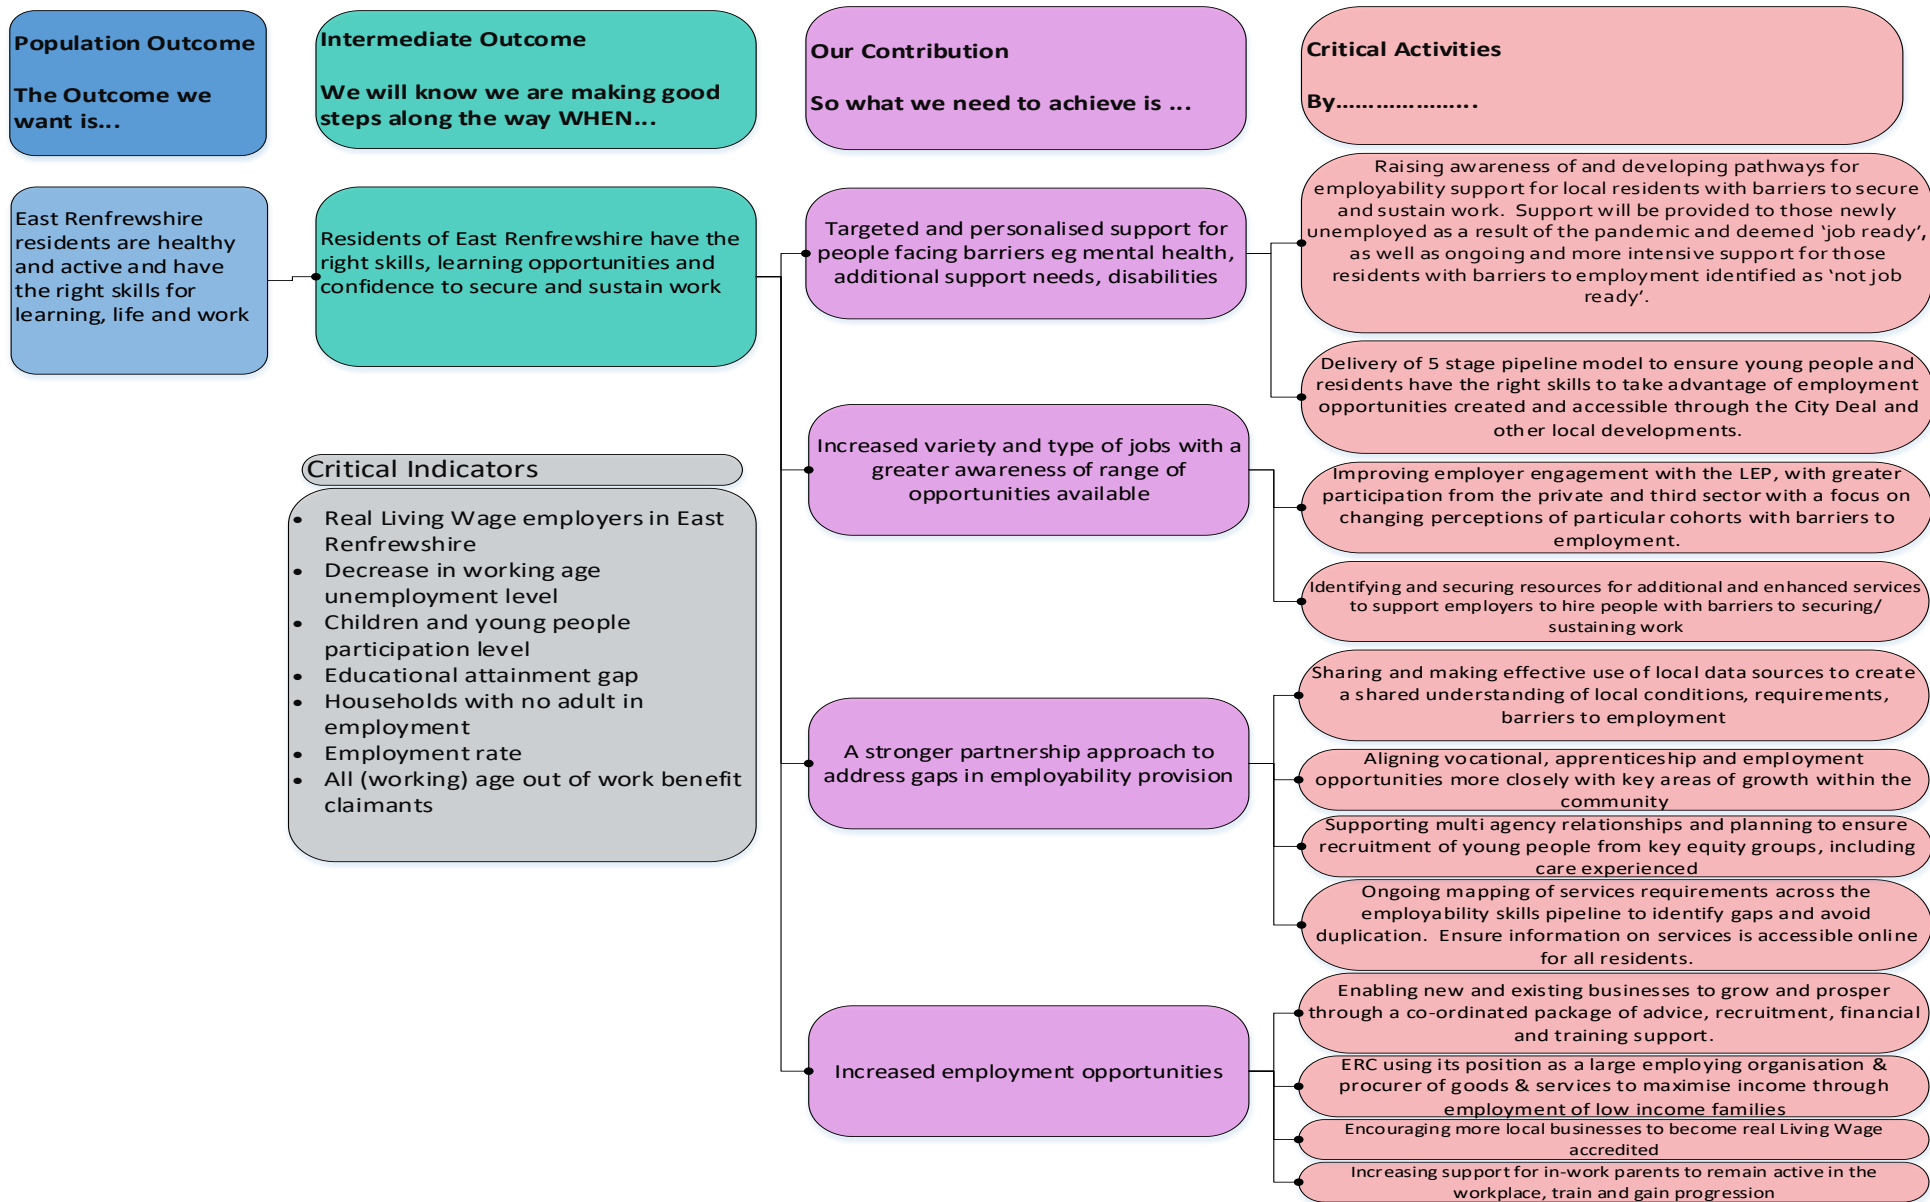 Population Outcome
The Outcome we
want is...
Intermediate Outcome
We will know we are making good
steps along the way WHEN...
Our Contribution
So what we need to achieve is ...
Critical Activities
By.....................
East Renfrewshire
residents are healthy
and active and have
the right skills for
learning, life and work
Residents of East Renfrewshire have the
right skills, learning opportunities and
confidence to secure and sustain work
Critical Indicators
• Real Living Wage employers in East
Renfrewshire
• Decrease in working age
unemployment level
• Children and young people
participation level
• Educational attainment gap
• Households with no adult in
employment
• Employment rate
• All (working) age out of work benefit
claimants
Targeted and personalised support for
people facing barriers eg mental health,
additional support needs, disabilities
Raising awareness of and developing pathways for
employability support for local residents with barriers to secure
and sustain work.  Support will be provided to those newly
unemployed as a result of the pandemic and deemed ‘job ready’,
as well as ongoing and more intensive support for those
residents with barriers to employment identified as ‘not job
ready’.
Delivery of 5 stage pipeline model to ensure young people and
residents have the right skills to take advantage of employment
opportunities created and accessible through the City Deal and
other local developments.
Increased variety and type of jobs with a
greater awareness of range of
opportunities available
Improving employer engagement with the LEP, with greater
participation from the private and third sector with a focus on
changing perceptions of particular cohorts with barriers to
employment.
Identifying and securing resources for additional and enhanced services
to support employers to hire people with barriers to securing/
sustaining work
A stronger partnership approach to
address gaps in employability provision
Sharing and making effective use of local data sources to create
a shared understanding of local conditions, requirements,
barriers to employment
Aligning vocational, apprenticeship and employment
opportunities more closely with key areas of growth within the
community
Supporting multi agency relationships and planning to ensure
recruitment of young people from key equity groups, including
care experienced
Ongoing mapping of services requirements across the
employability skills pipeline to identify gaps and avoid
duplication.  Ensure information on services is accessible online
for all residents.
Increased employment opportunities
Enabling new and existing businesses to grow and prosper
through a co-ordinated package of advice, recruitment, financial
and training support.
ERC using its position as a large employing organisation &
procurer of goods & services to maximise income through
employment of low income families
Encouraging more local businesses to become real Living Wage
accredited
Increasing support for in-work parents to remain active in the
workplace, train and gain progression